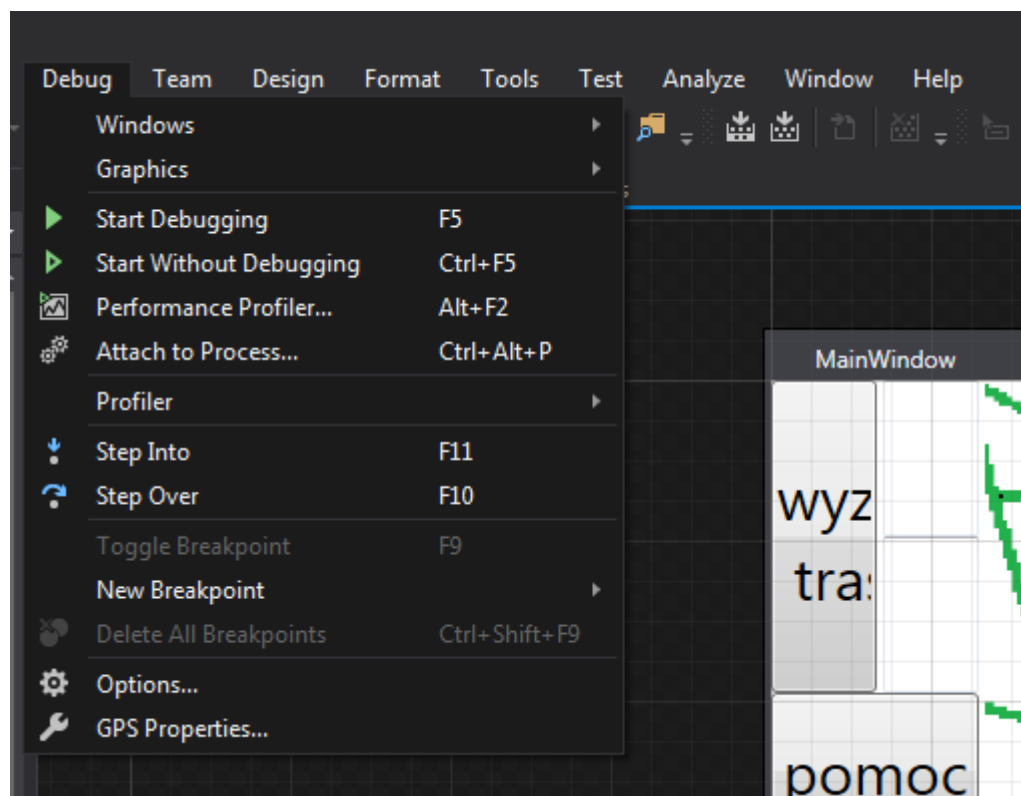 Debug Team Design Format Tools Test Analyze Window Help
Windows
Graphics
Start Debugging F5
Start Without Debugging Ctrl+F5
Performance Profiler... Alt+F2
Attach to Process... Ctrl+Alt+P
Profiler
Step Into F11
Step Over F10
Toggle Breakpoint F9
New Breakpoint
Delete All Breakpoints Ctrl+Shift+F9
Options...
GPS Properties...
MainWindow
wyz
pomoc